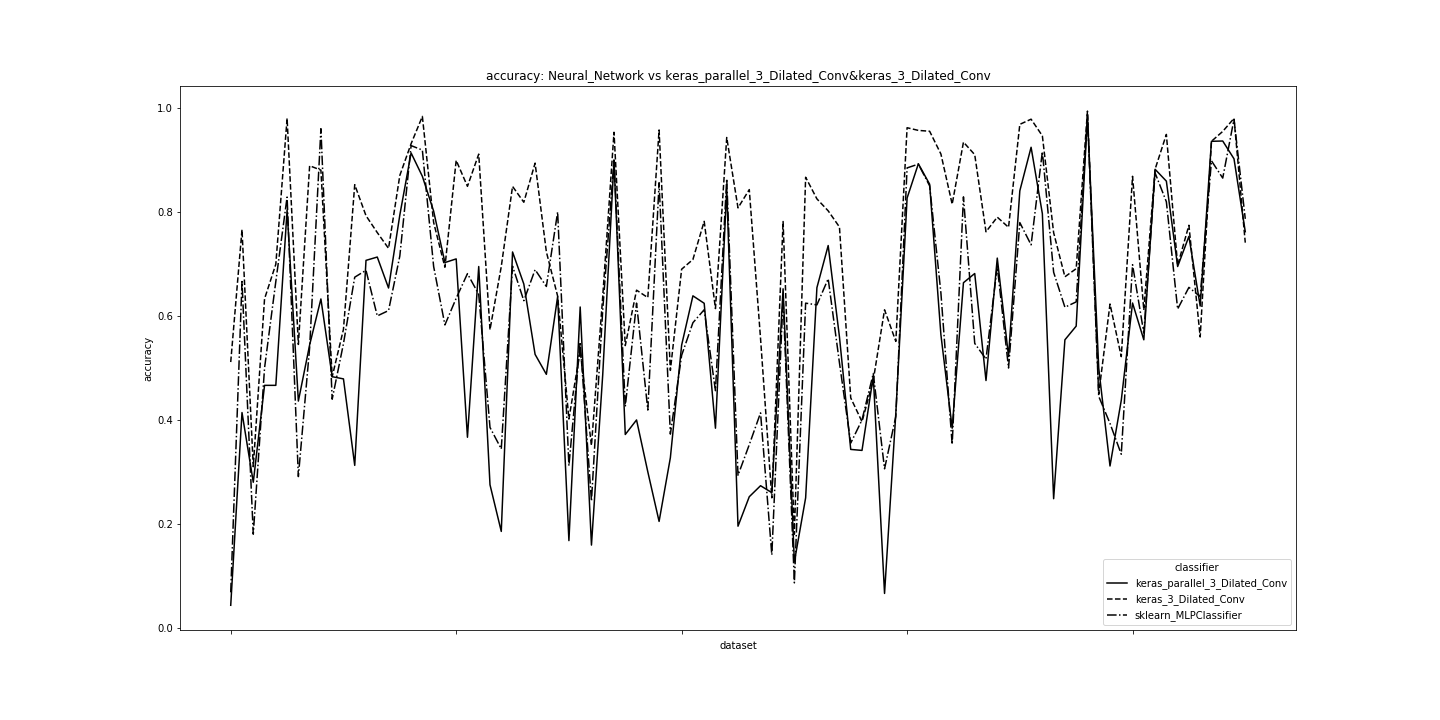 accuracy: Neural_Network vs keras_parallel_3_Dilated_Conv&keras_3_Dilated_Conv
1.0
0.8
0.6
0.4
0.2
0.0
accuracy
dataset
classifier
keras_parallel_3_Dilated_Conv
keras_3_Dilated_Conv
sklearn_MLPClassifier